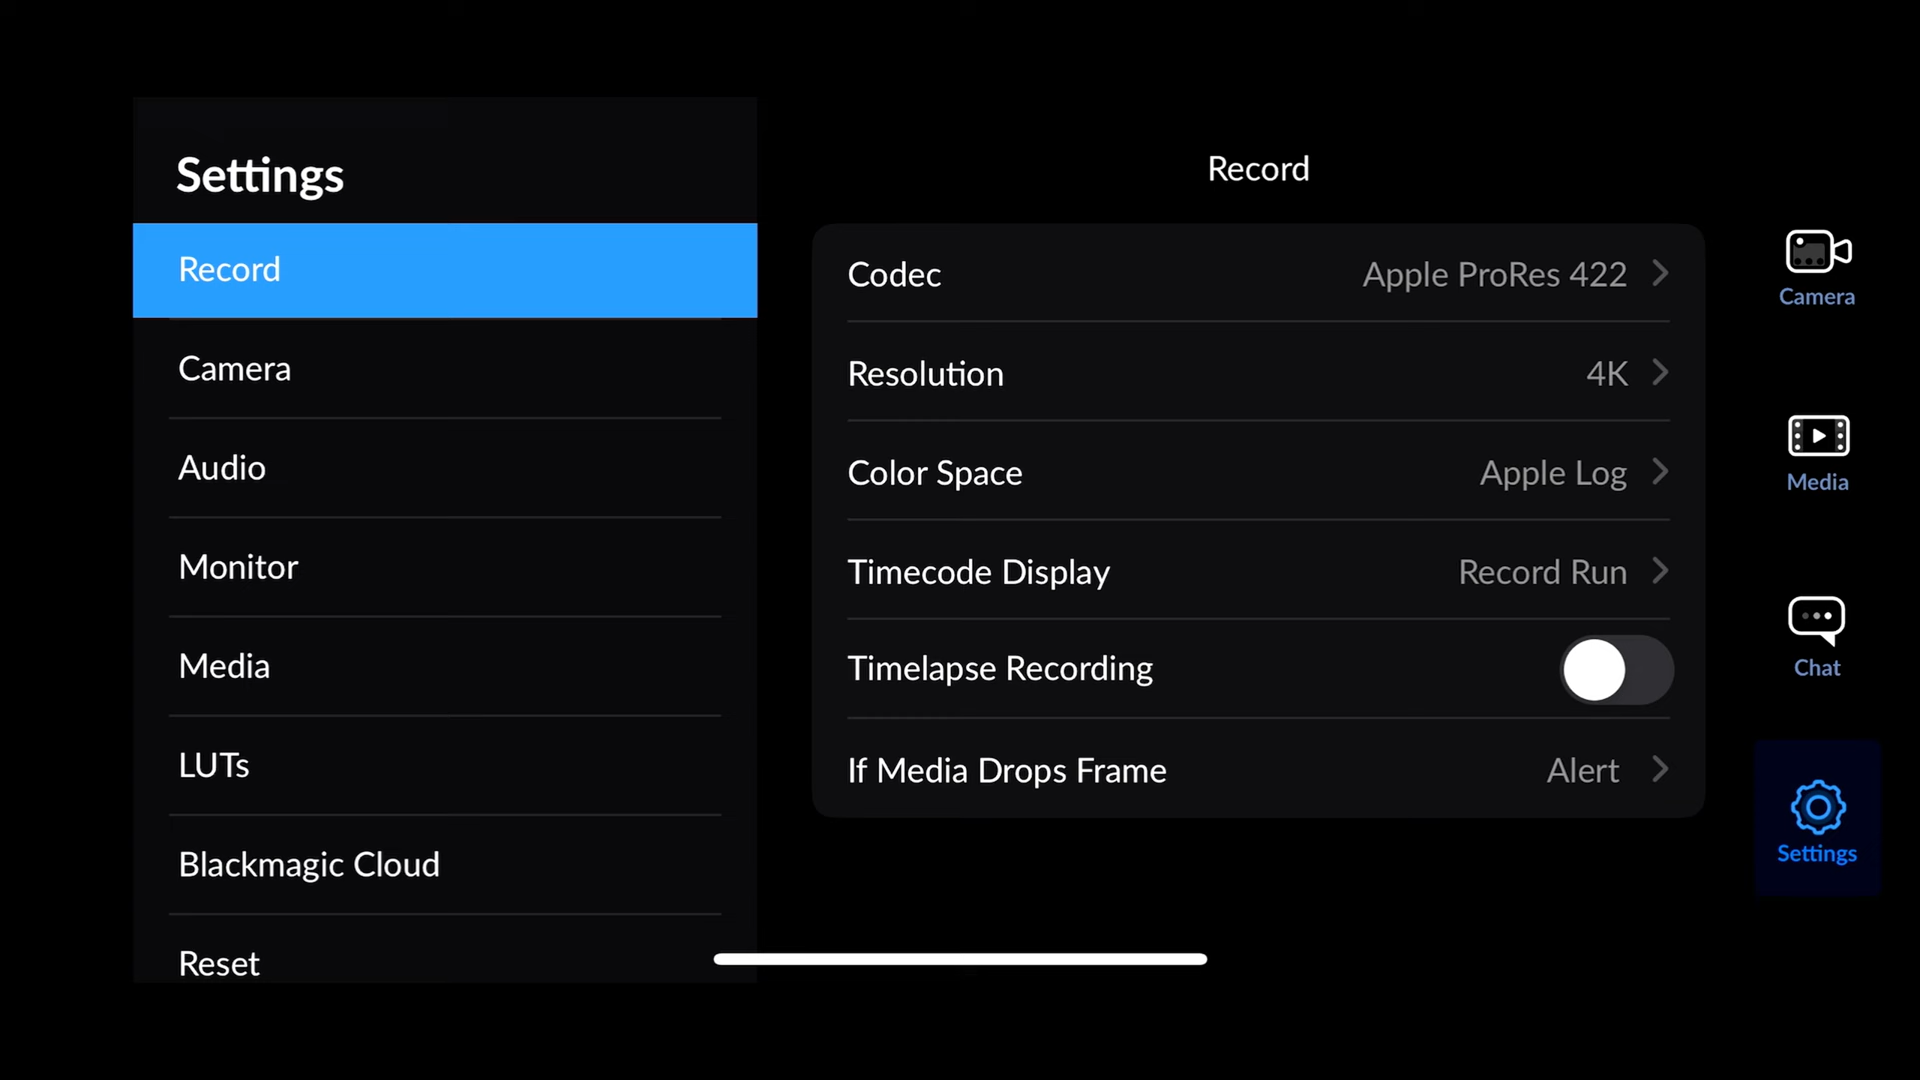 Settings
Record
Camera
Audio
Monitor
Media
LUTs
Blackmagic Cloud
Reset
Record
Codec Apple ProRes 422
Resolution 4K
Color Space Apple Log
Timecode Display Record Run
Timelapse Recording
If Media Drops Frame Alert
Camera
Media
Chat
Settings